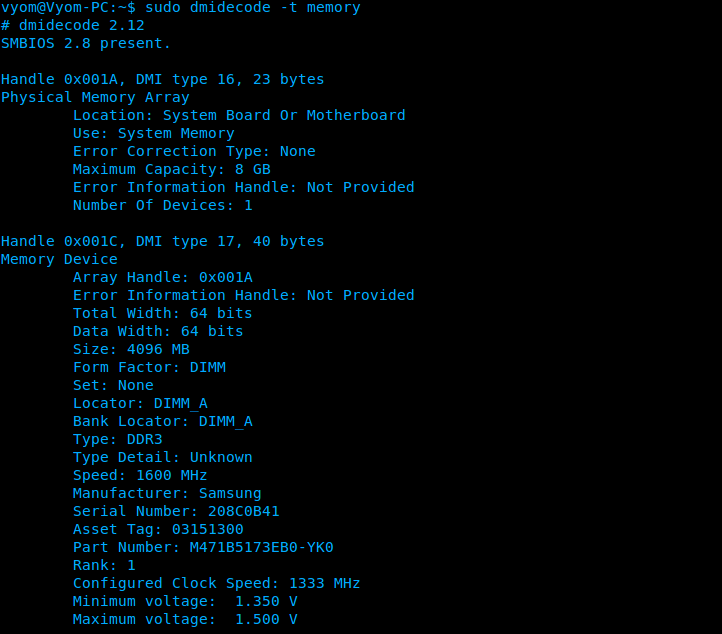 vyom@Vyom-PC:~$ sudo dmidecode -t memory
# dmidecode 2.12
SMBIOS 2.8 present.

Handle 0x001A, DMI type 16, 23 bytes
Physical Memory Array
        Location: System Board Or Motherboard
        Use: System Memory
        Error Correction Type: None
        Maximum Capacity: 8 GB
        Error Information Handle: Not Provided
        Number Of Devices: 1

Handle 0x001C, DMI type 17, 40 bytes
Memory Device
        Array Handle: 0x001A
        Error Information Handle: Not Provided
        Total Width: 64 bits
        Data Width: 64 bits
        Size: 4096 MB
        Form Factor: DIMM
        Set: None
        Locator: DIMM_A
        Bank Locator: DIMM_A
        Type: DDR3
        Type Detail: Unknown
        Speed: 1600 MHz
        Manufacturer: Samsung
        Serial Number: 208C0B41
        Asset Tag: 03151300
        Part Number: M471B5173EB0-YK0
        Rank: 1
        Configured Clock Speed: 1333 MHz
        Minimum voltage:  1.350 V
        Maximum voltage:  1.500 V